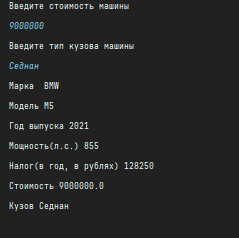 Введите стоимость машины
9000000
Введите тип кузова машины
Седнан
Марка  BMW
Модель M5
Год выпуска 2021
Мощность(л.с.) 855
Налог(в год, в рублях) 128250
Стоимость 9000000.0
Кузов Седнан